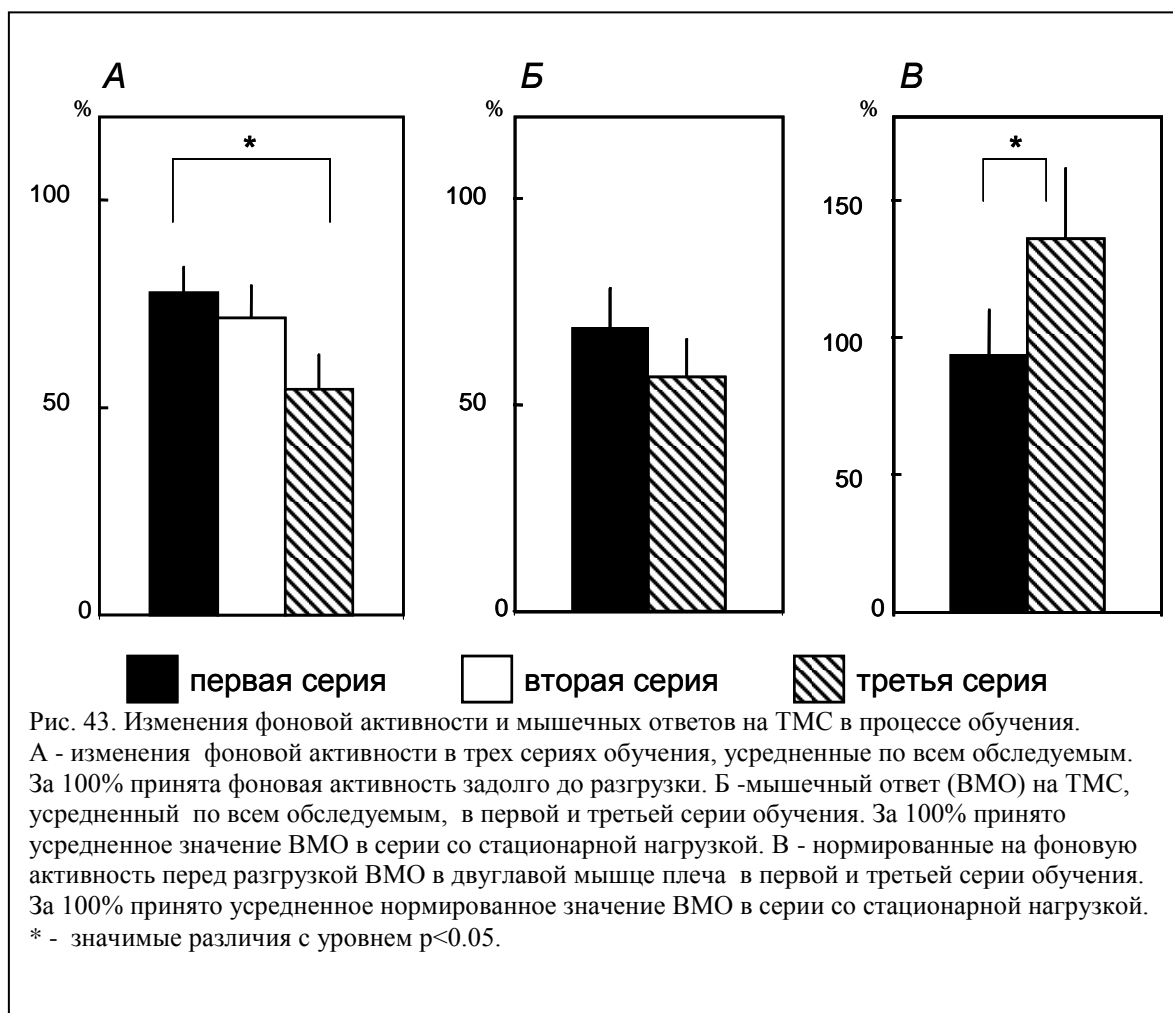 А Б В
% % %
* *
100 100 150
100
50 50 50
0 0 0
первая серия вторая серия третья серия
Рис. 43. Изменения фоновой активности и мышечных ответов на ТМС в процессе обучения.
А - изменения фоновой активности в трех сериях обучения, усредненные по всем обследуемым.
За 100% принята фоновая активность задолго до разгрузки. Б -мышечный ответ (ВМО) на ТМС,
усредненный по всем обследуемым, в первой и третьей серии обучения. За 100% принято
усредненное значение ВМО в серии со стационарной нагрузкой. В - нормированные на фоновую
активность перед разгрузкой ВМО в двуглавой мышце плеча в первой и третьей серии обучения.
За 100% принято усредненное нормированное значение ВМО в серии со стационарной нагрузкой.
* - значимые различия с уровнем p<0.05.